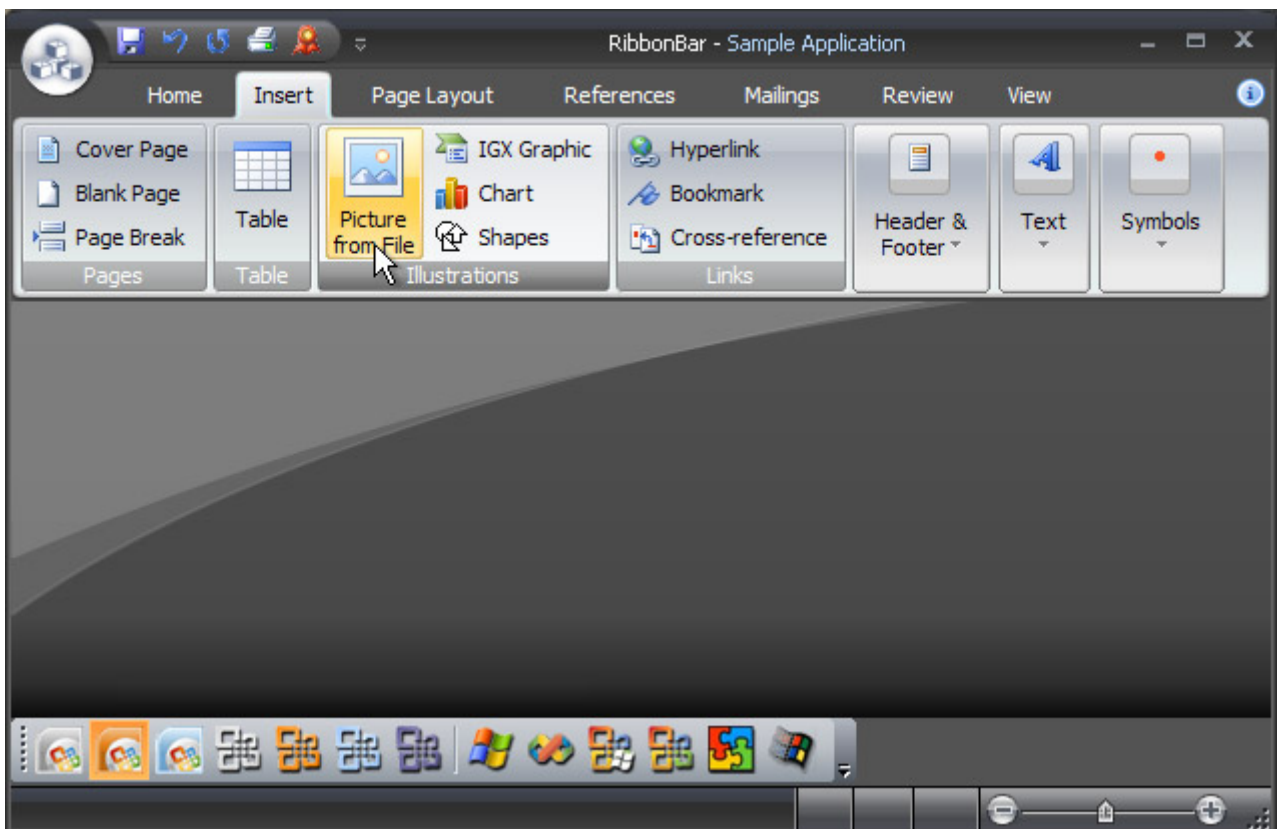 RibbonBar - Sample Application
Home Insert Page Layout References Mailings Review View
Cover Page
Blank Page
Page Break
Pages
Table
Table
Picture
from File
IGX Graphic
Chart
Shapes
Illustrations
Hyperlink
Bookmark
Cross-reference
Links
Header &
Footer
Text
Symbols